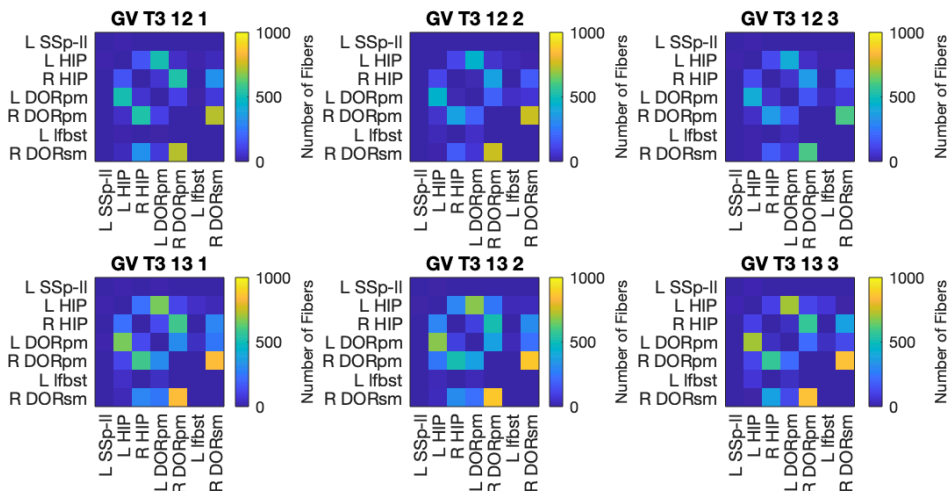 GV T3 12 1
L SSp-ll
L HIP
R HIP
L DORpm
R DORpm
L lfbst
R DORsm
L SSp-ll
L HIP
R HIP
L DORpm
R DORpm
L lfbst
R DORsm
1000
500
0
Number of Fibers
GV T3 12 2
L SSp-ll
L HIP
R HIP
L DORpm
R DORpm
L lfbst
R DORsm
L SSp-ll
L HIP
R HIP
L DORpm
R DORpm
L lfbst
R DORsm
1000
500
0
Number of Fibers
GV T3 12 3
L SSp-ll
L HIP
R HIP
L DORpm
R DORpm
L lfbst
R DORsm
L SSp-ll
L HIP
R HIP
L DORpm
R DORpm
L lfbst
R DORsm
1000
500
0
Number of Fibers
GV T3 13 1
L SSp-ll
L HIP
R HIP
L DORpm
R DORpm
L lfbst
R DORsm
L SSp-ll
L HIP
R HIP
L DORpm
R DORpm
L lfbst
R DORsm
1000
500
0
Number of Fibers
GV T3 13 2
L SSp-ll
L HIP
R HIP
L DORpm
R DORpm
L lfbst
R DORsm
L SSp-ll
L HIP
R HIP
L DORpm
R DORpm
L lfbst
R DORsm
1000
500
0
Number of Fibers
GV T3 13 3
L SSp-ll
L HIP
R HIP
L DORpm
R DORpm
L lfbst
R DORsm
L SSp-ll
L HIP
R HIP
L DORpm
R DORpm
L lfbst
R DORsm
1000
500
0
Number of Fibers